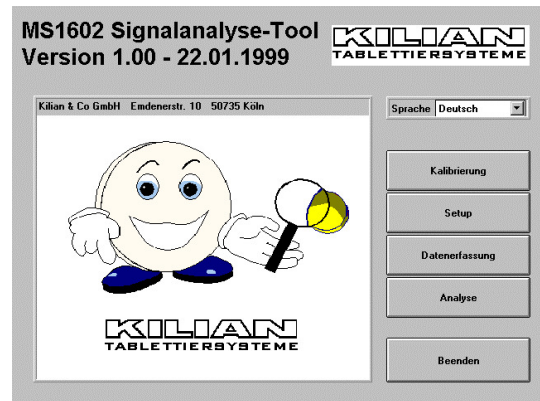 MS1602 Signalanalyse-Tool
Version 1.00 - 22.01.1999
KILIAN
TABLETTIERSYSTEME
Kilian & Co GmbH Emdenerstr. 10 50735 Köln
Sprache Deutsch
Kalibrierung
Setup
Datenerfassung
Analyse
KILIAN
TABLETTIERSYSTEME
Beenden